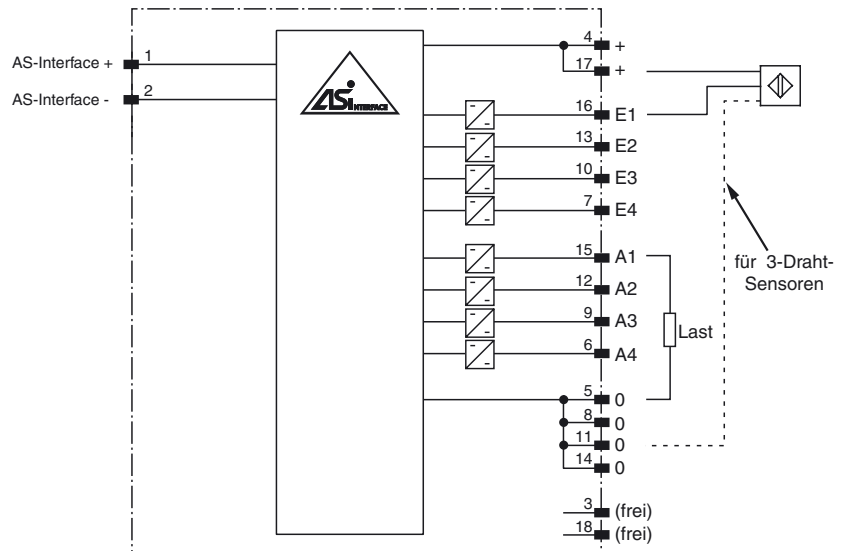 AS-Interface + 1
AS-Interface - 2
ASi INTERFACE
4 +
17 +
16 E1
13 E2
10 E3
7 E4
15 A1
12 A2
9 A3
6 A4
5 0
8 0
11 0
14 0
3 (frei)
18 (frei)
Last
für 3-Draht-
Sensoren